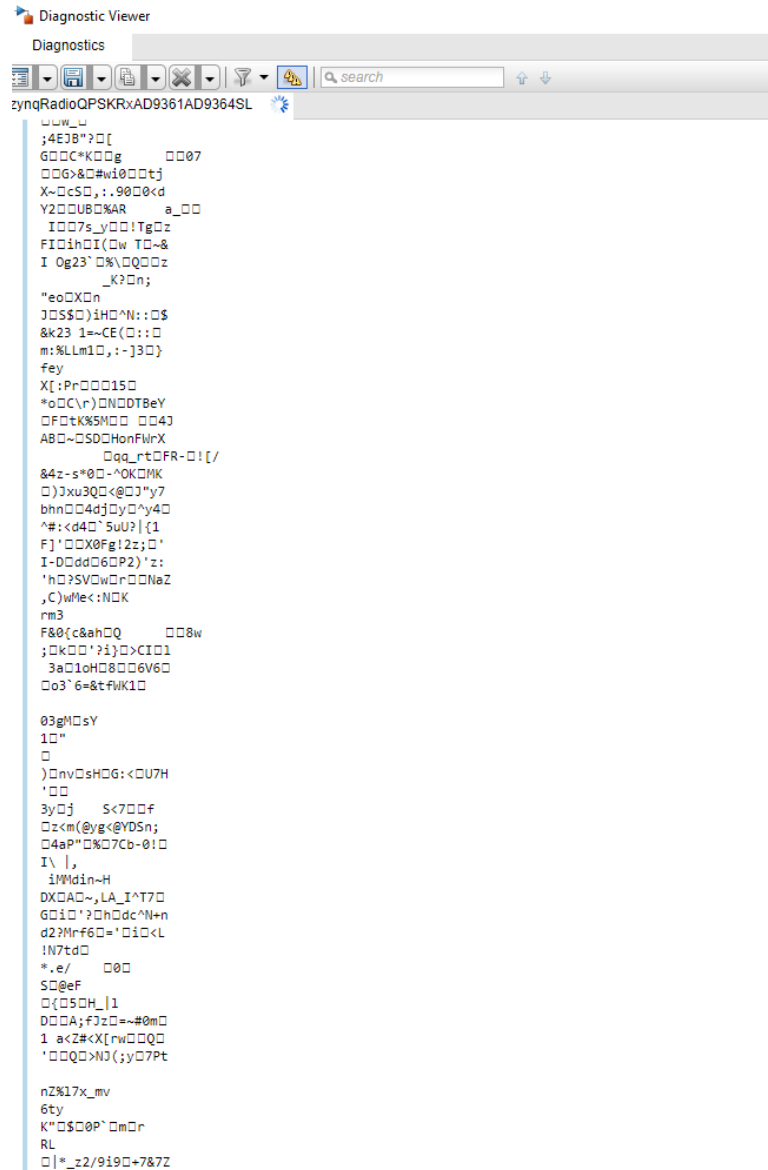 Diagnostic Viewer
Diagnostics
search
zynqRadioQPSKRxAD9361AD9364SL
□□W_□
;4EJB"?□[
G□□C*K□□g □□07
□□G>&□#wi0□□tj
X~□cS□,:.90□0<d
Y2□□UB□%AR a_□□
I□□7s_y□□!Tg□z
FI□ih□I(□w T□~&
I Og23`□%\□Q□□z
_K?□n;
"eo□X□n
J□S$□)iH□^N::□$
&k23 1=~CE(□::□
m:%LLm1□,:-]3□}
fey
X[:Pr□□□15□
*o□C\r)□N□DTBeY
□F□tK%5M□□ □□4J
AB□~□SD□HonFWrX
□qq_rt□FR-□![/
&4z-s*0□-^OK□MK
□)Jxu3Q□<@□J"y7
bhn□□4dj□y□^y4□
^#:<d4□`5uU?|{1
F]'□□X0Fg!2z;□'
I-D□dd□6□P2)'z:
'h□?SV□w□r□□NaZ
,C)wMe<:N□K
rm3
F&0{c&ah□Q □□8w
;□k□□'?i}□>CI□l
3a□1oH□8□□6V6□
□o3`6=&tfWK1□
03gM□sY
1□"
□
)□nv□sH□G:<□U7H
'□□
3y□j S<7□□f
□z<m(@yg<@YDSn;
□4aP"□%□7Cb-0!□
I\ |,
iMMdin~H
DX□A□~,LA_I^T7□
G□i□'?□h□dc^N+n
d2?Mrf6□='□i□<L
!N7td□
*.e/ □0□
S□@eF
□{□5□H_|l
D□□A;fJz□=~#0m□
1 a<Z#<X[rw□□Q□
'□□Q□>NJ(;y□7Pt
nZ%l7x_mv
6ty
K"□$□0P`□m□r
RL
□|*_z2/9i9□+7&7Z